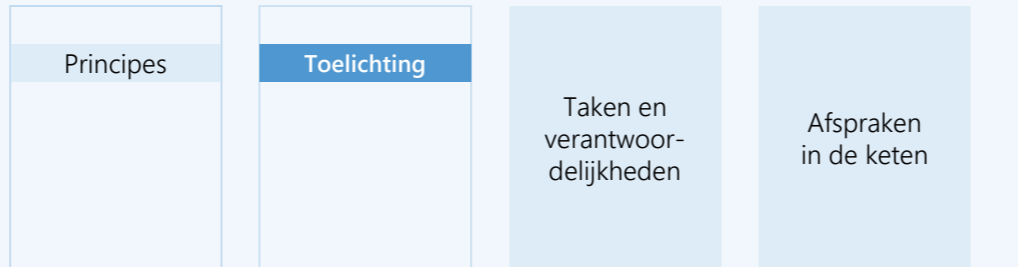 Principes
Toelichting
Taken en
verantwoor-
delijkheden
Afspraken
in de keten